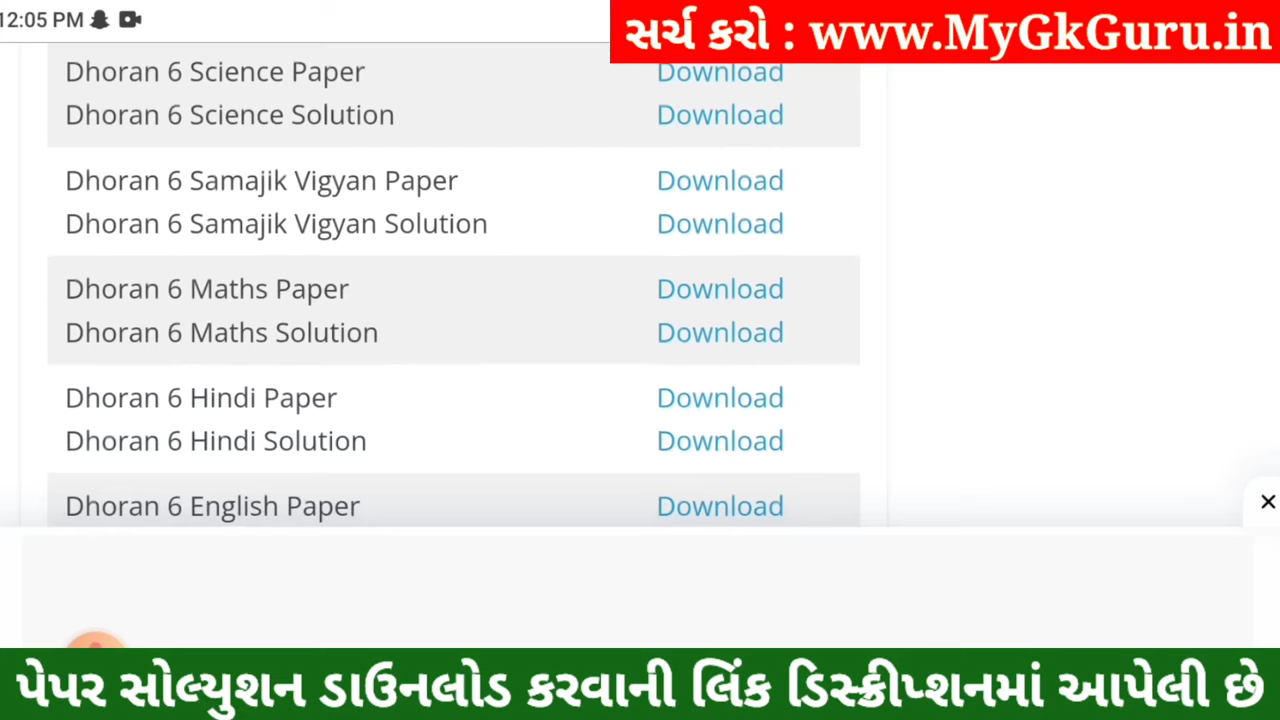 12:05 PM
સર્ચ કરો : www.MyGkGuru.in
Dhoran 6 Science Paper Download
Dhoran 6 Science Solution Download
Dhoran 6 Samajik Vigyan Paper Download
Dhoran 6 Samajik Vigyan Solution Download
Dhoran 6 Maths Paper Download
Dhoran 6 Maths Solution Download
Dhoran 6 Hindi Paper Download
Dhoran 6 Hindi Solution Download
Dhoran 6 English Paper Download
પેપર સોલ્યુશન ડાઉનલોડ કરવાની લિંક ડિસ્ક્રીપ્શનમાં આપેલી છે